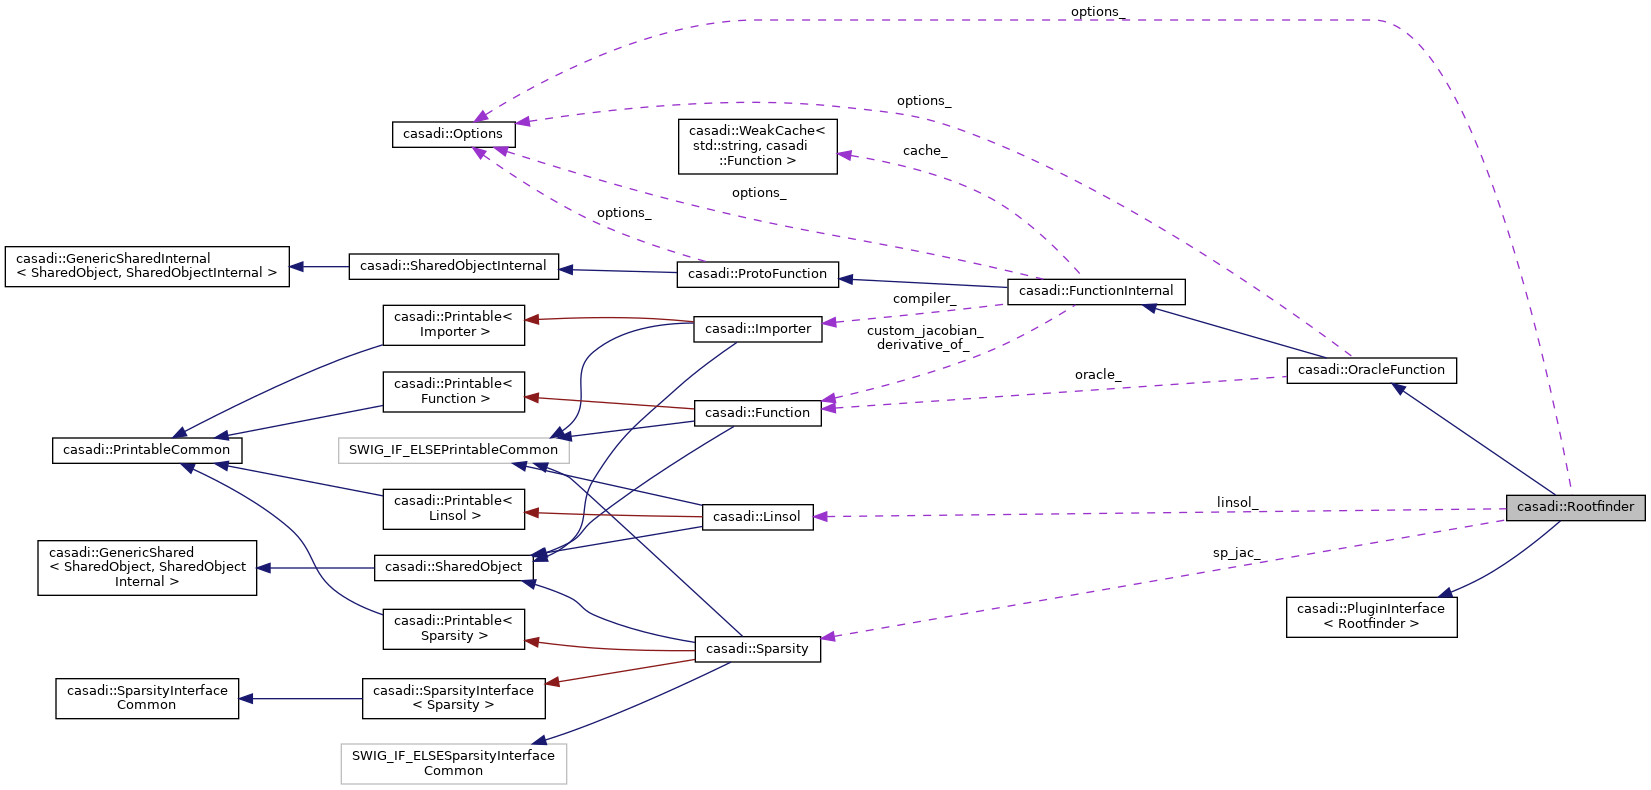 options_
options_
casadi::Options
casadi::WeakCache<
std::string, casadi
::Function >
cache_
options_
options_
casadi::GenericSharedInternal
< SharedObject, SharedObjectInternal >
casadi::SharedObjectInternal
casadi::ProtoFunction
casadi::FunctionInternal
compiler_
casadi::Printable<
Importer >
casadi::Importer
custom_jacobian_
derivative_of_
casadi::OracleFunction
oracle_
casadi::Printable<
Function >
casadi::Function
casadi::PrintableCommon
SWIG_IF_ELSEPrintableCommon
casadi::Printable<
Linsol >
casadi::Linsol
linsol_
casadi::Rootfinder
casadi::GenericShared
< SharedObject, SharedObject
Internal >
casadi::SharedObject
sp_jac_
casadi::PluginInterface
< Rootfinder >
casadi::Printable<
Sparsity >
casadi::Sparsity
casadi::SparsityInterface
Common
casadi::SparsityInterface
< Sparsity >
SWIG_IF_ELSESparsityInterface
Common